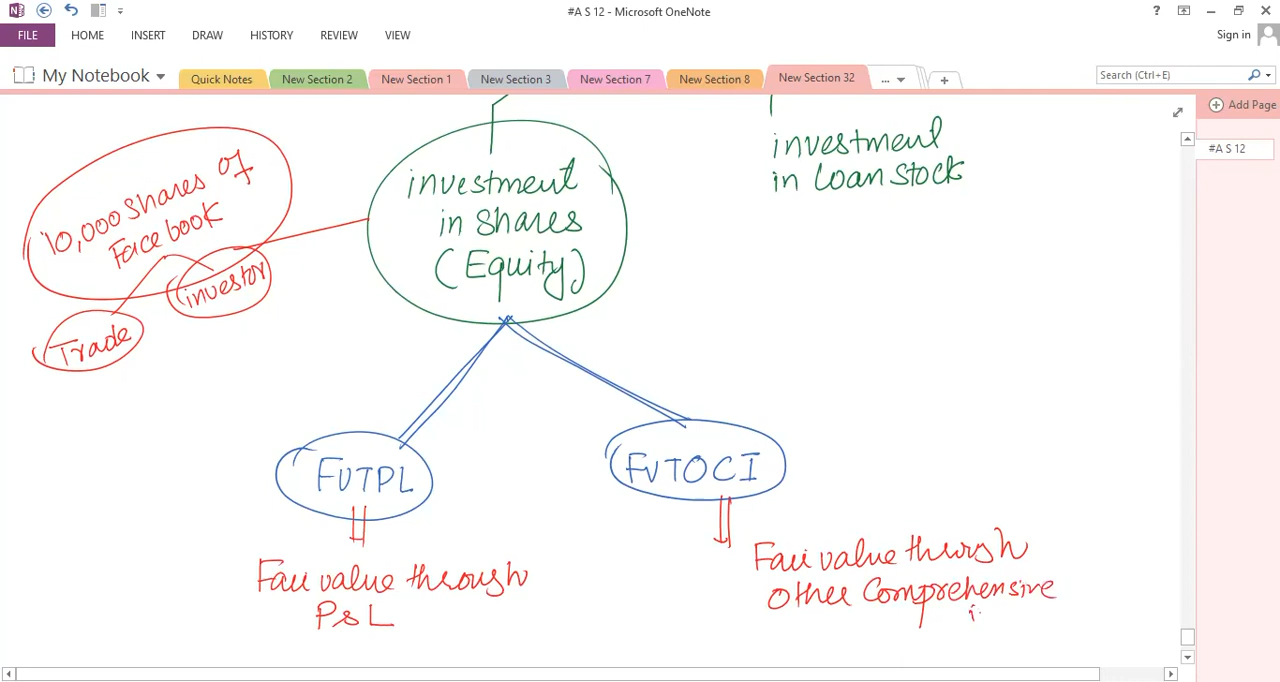 #A S 12 - Microsoft OneNote
?
FILE
HOME
INSERT
DRAW
HISTORY
REVIEW
VIEW
Sign in
My Notebook
Quick Notes
New Section 2
New Section 1
New Section 3
New Section 7
New Section 8
New Section 32
...
Search (Ctrl+E)
Add Page
#A S 12
10,000 shares of
Facebook
investor
Trade
investment
in shares
(Equity)
investment
in Loan stock
FVTPL
FVTOCI
Fair value through
P&L
Fair value through
Other Comprehensive
i